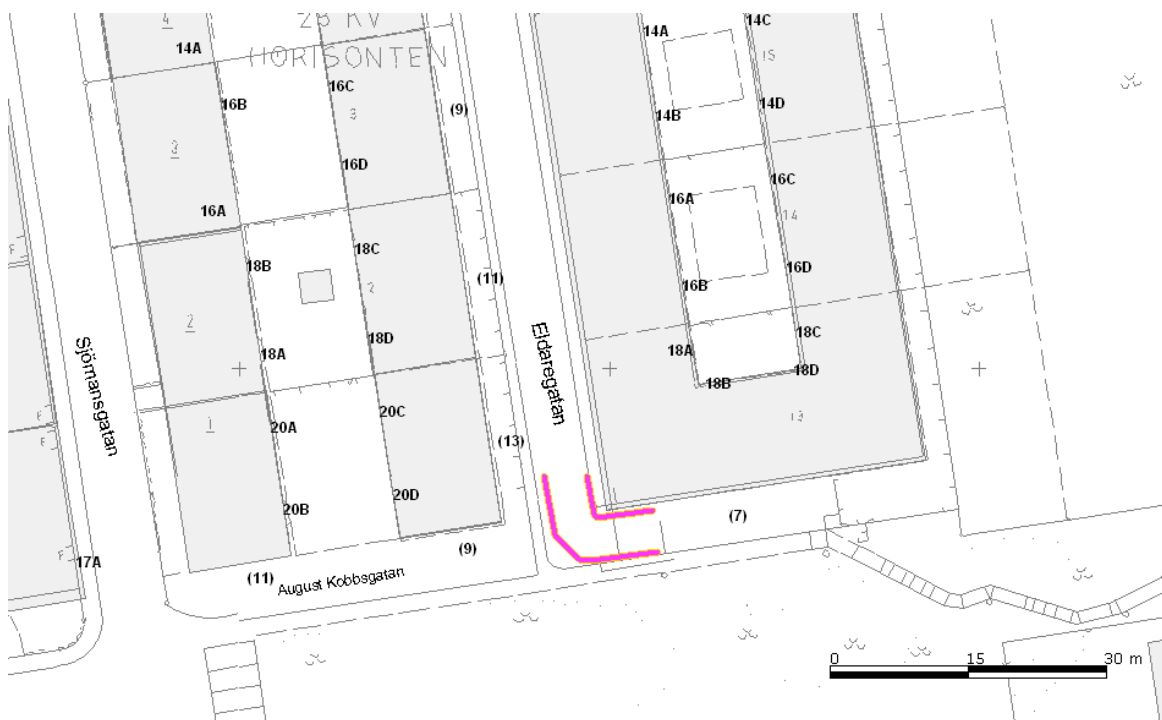 4
14A
23 KV
HORISONTEN
14A
14C
15
16B
16C
3
(9)
14B
14D
3
16D
16A
16C
16A
14
18B
18C
(11)
16D
2
16B
2
18A
18D
18A
18C
18B
18D
Sjömansgatan
Eldaregatan
1
20A
20C
(13)
13
F
F
F
F
20B
20D
(7)
17A
(11)
(9)
August Kobbsgatan
0 15 30 m